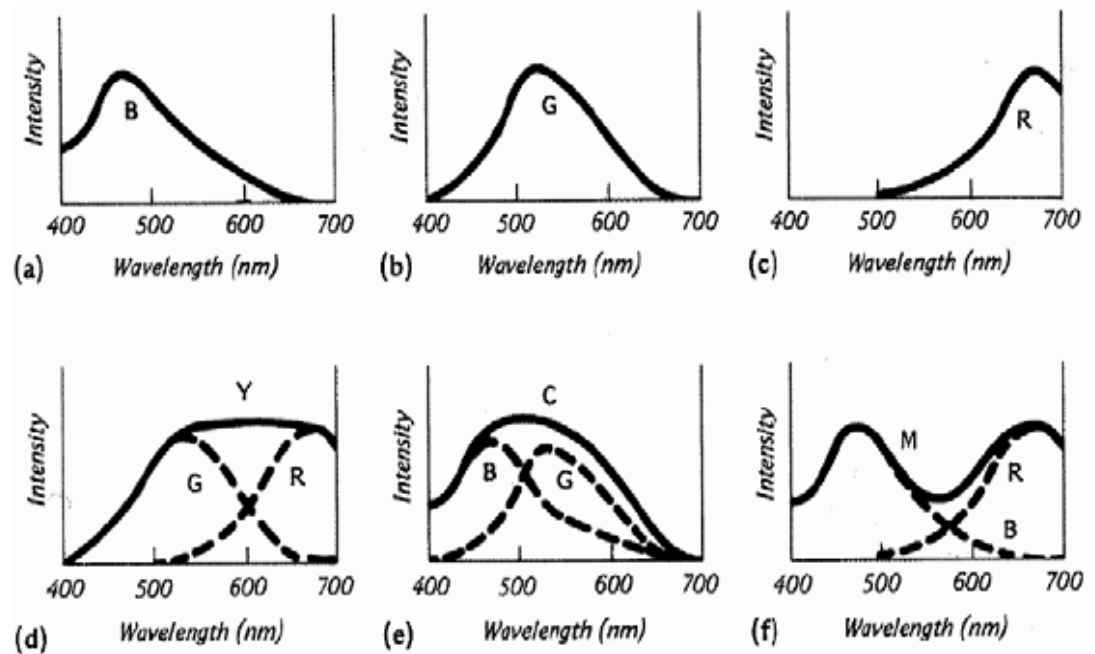 Intensity
B
400 500 600 700
(a) Wavelength (nm)
Intensity
G
400 500 600 700
(b) Wavelength (nm)
Intensity
R
400 500 600 700
(c) Wavelength (nm)
Intensity
Y
G
R
400 500 600 700
(d) Wavelength (nm)
Intensity
C
B
G
400 500 600 700
(e) Wavelength (nm)
Intensity
M
R
B
400 500 600 700
(f) Wavelength (nm)